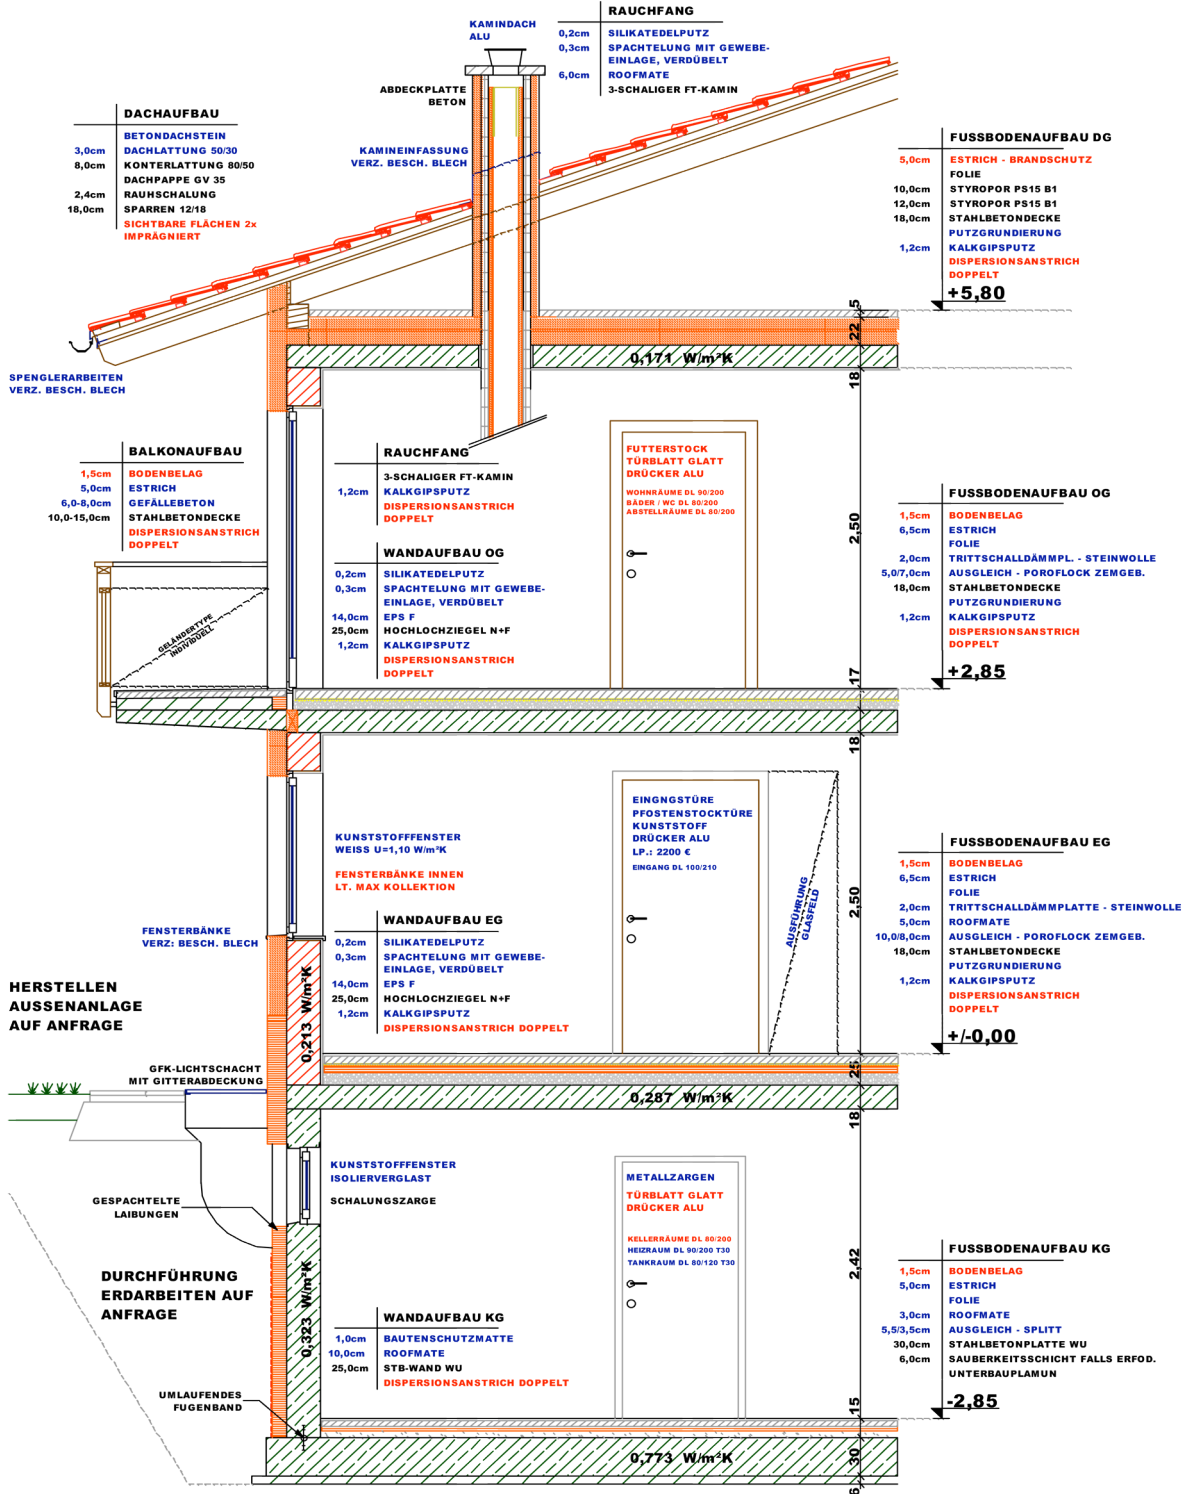 KAMINDACH
ALU
RAUCHFANG
0,2cm SILIKATEDELPUTZ
0,3cm SPACHTELUNG MIT GEWEBE-
EINLAGE, VERDÜBELT
6,0cm ROOFMATE
3-SCHALIGER FT-KAMIN
ABDECKPLATTE
BETON
KAMINEINFASSUNG
VERZ. BESCH. BLECH
DACHAUFBAU
BETONDACHSTEIN
3,0cm DACHLATTUNG 50/30
8,0cm KONTERLATTUNG 80/50
DACHPAPPE GV 35
2,4cm RAUHSCHALUNG
18,0cm SPARREN 12/18
SICHTBARE FLÄCHEN 2x
IMPRÄGNIERT
FUSSBODENAUFBAU DG
5,0cm ESTRICH - BRANDSCHUTZ
FOLIE
10,0cm STYROPOR PS15 B1
12,0cm STYROPOR PS15 B1
18,0cm STAHLBETONDECKE
PUTZGRUNDIERUNG
1,2cm KALKGIPSPUTZ
DISPERSIONSANSTRICH
DOPPELT
+5,80
5
22
0,171 W/m²K
18
SPENGLERARBEITEN
VERZ. BESCH. BLECH
BALKONAUFBAU
1,5cm BODENBELAG
5,0cm ESTRICH
6,0-8,0cm GEFÄLLEBETON
10,0-15,0cm STAHLBETONDECKE
DISPERSIONSANSTRICH
DOPPELT
RAUCHFANG
3-SCHALIGER FT-KAMIN
1,2cm KALKGIPSPUTZ
DISPERSIONSANSTRICH
DOPPELT
WANDAUFBAU OG
0,2cm SILIKATEDELPUTZ
0,3cm SPACHTELUNG MIT GEWEBE-
EINLAGE, VERDÜBELT
14,0cm EPS F
25,0cm HOCHLOCHZIEGEL N+F
1,2cm KALKGIPSPUTZ
DISPERSIONSANSTRICH
DOPPELT
FUTTERSTOCK
TÜRBLATT GLATT
DRÜCKER ALU
WOHNRÄUME DL 90/200
BÄDER / WC DL 80/200
ABSTELLRÄUME DL 80/200
2,50
FUSSBODENAUFBAU OG
1,5cm BODENBELAG
6,5cm ESTRICH
FOLIE
2,0cm TRITTSCHALLDÄMMPL. - STEINWOLLE
5,0/7,0cm AUSGLEICH - POROFLOCK ZEMGEB.
18,0cm STAHLBETONDECKE
PUTZGRUNDIERUNG
1,2cm KALKGIPSPUTZ
DISPERSIONSANSTRICH
DOPPELT
+2,85
GELÄNDERTYPE
INDIVIDUELL
17
18
KUNSTSTOFFFENSTER
WEISS U=1,10 W/m²K
FENSTERBÄNKE INNEN
LT. MAX KOLLEKTION
EINGNGSTÜRE
PFOSTENSTOCKTÜRE
KUNSTSTOFF
DRÜCKER ALU
LP.: 2200 €
EINGANG DL 100/210
AUSFÜHRUNG
GLASFELD
2,50
FUSSBODENAUFBAU EG
1,5cm BODENBELAG
6,5cm ESTRICH
FOLIE
2,0cm TRITTSCHALLDÄMMPLATTE - STEINWOLLE
5,0cm ROOFMATE
10,0/8,0cm AUSGLEICH - POROFLOCK ZEMGEB.
18,0cm STAHLBETONDECKE
PUTZGRUNDIERUNG
1,2cm KALKGIPSPUTZ
DISPERSIONSANSTRICH
DOPPELT
+/-0,00
FENSTERBÄNKE
VERZ: BESCH. BLECH
WANDAUFBAU EG
0,2cm SILIKATEDELPUTZ
0,3cm SPACHTELUNG MIT GEWEBE-
EINLAGE, VERDÜBELT
14,0cm EPS F
25,0cm HOCHLOCHZIEGEL N+F
1,2cm KALKGIPSPUTZ
DISPERSIONSANSTRICH DOPPELT
0,213 W/m²K
HERSTELLEN
AUSSENANLAGE
AUF ANFRAGE
GFK-LICHTSCHACHT
MIT GITTERABDECKUNG
25
0,287 W/m²K
18
KUNSTSTOFFFENSTER
ISOLIERVERGLAST
SCHALUNGSZARGE
GESPACHTELTE
LAIBUNGEN
METALLZARGEN
TÜRBLATT GLATT
DRÜCKER ALU
KELLERRÄUME DL 80/200
HEIZRAUM DL 90/200 T30
TANKRAUM DL 80/120 T30
2,42
DURCHFÜHRUNG
ERDARBEITEN AUF
ANFRAGE
0,323 W/m²K
WANDAUFBAU KG
1,0cm BAUTENSCHUTZMATTE
10,0cm ROOFMATE
25,0cm STB-WAND WU
DISPERSIONSANSTRICH DOPPELT
FUSSBODENAUFBAU KG
1,5cm BODENBELAG
5,0cm ESTRICH
FOLIE
3,0cm ROOFMATE
5,5/3,5cm AUSGLEICH - SPLITT
30,0cm STAHLBETONPLATTE WU
6,0cm SAUBERKEITSSCHICHT FALLS ERFOD.
UNTERBAUPLAMUN
-2,85
UMLAUFENDES
FUGENBAND
15
0,773 W/m²K
30
6